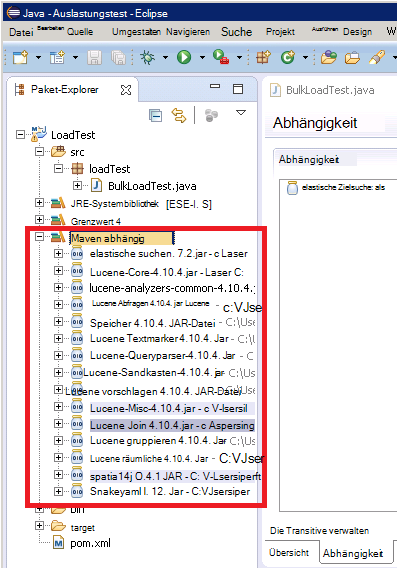 Java - Auslastungstest - Eclipse
Datei Bearbeiten Quelle Umgestalten Navigieren Suche Projekt Ausführen Design
Paket-Explorer
LoadTest
src
loadTest
BulkLoadTest.java
JRE-Systembibliothek [ESE-I. S]
Grenzwert 4
Maven abhängig
elastische suchen. 7.2.jar - c Laser
Lucene-Core-4.10.4.jar - Laser C:
lucene-analyzers-common-4.10.4.j
Lucene Abfragen 4.10.4. jar Lucene - c:VJser
Speicher 4.10.4. JAR-Datei - C:\User
Lucene Textmarker 4.10.4. Jar - C:\Us
Lucene-Queryparser-4.10.4. Jar - C:\
Lucene-Sandkasten-4.10.4.jar - C:\Us
Lucene vorschlagen 4.10.4. JAR-Datei
Lucene-Misc-4.10.4.jar - c V-lsersil
Lucene Join 4.10.4.jar - c Aspersing
Lucene gruppieren 4.10.4. Jar - C:\U
Lucene räumliche 4.10.4. Jar - C:VJser
spatia14j O.4.1 JAR - C: V-Lsersiperft
Snakeyaml l. 12. Jar - C:VJsersiper
bin
target
pom.xml
BulkLoadTest.java
Abhängigkeit
Abhängigkeit
elastische Zielsuche: als
Die Transitive verwalten
Übersicht Abhängigkeit